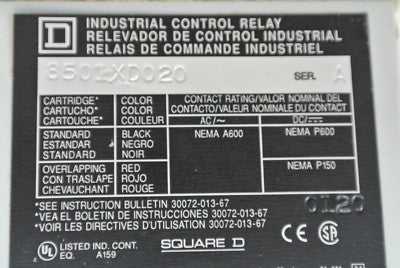 D
INDUSTRIAL CONTROL RELAY
RELEVADOR DE CONTROL INDUSTRIAL
RELAIS DE COMMANDE INDUSTRIEL
8501XDO20 SER. A
CARTRIDGE* COLOR CONTACT RATING/VALOR NOMINAL DEL
CARTUCHO* COLOR CONTACTO/VALEUR NOMINALE DU CONTACT
CARTOUCHE* COULEUR AC/~ DC/⎓
STANDARD BLACK NEMA A600 NEMA P600
ESTANDAR NEGRO
STANDARD NOIR
OVERLAPPING RED NEMA P150
CON TRASLAPE ROJO
CHEVAUCHANT ROUGE
*SEE INSTRUCTION BULLETIN 30072-013-67
*VEA EL BOLETIN DE INSTRUCCIONES 30072-013-67
*VOIR LES DIRECTIVES D'UTILISATION 30072-013-67
0120
UL LISTED IND. CONT. EQ. A159 SQUARE D CE SA